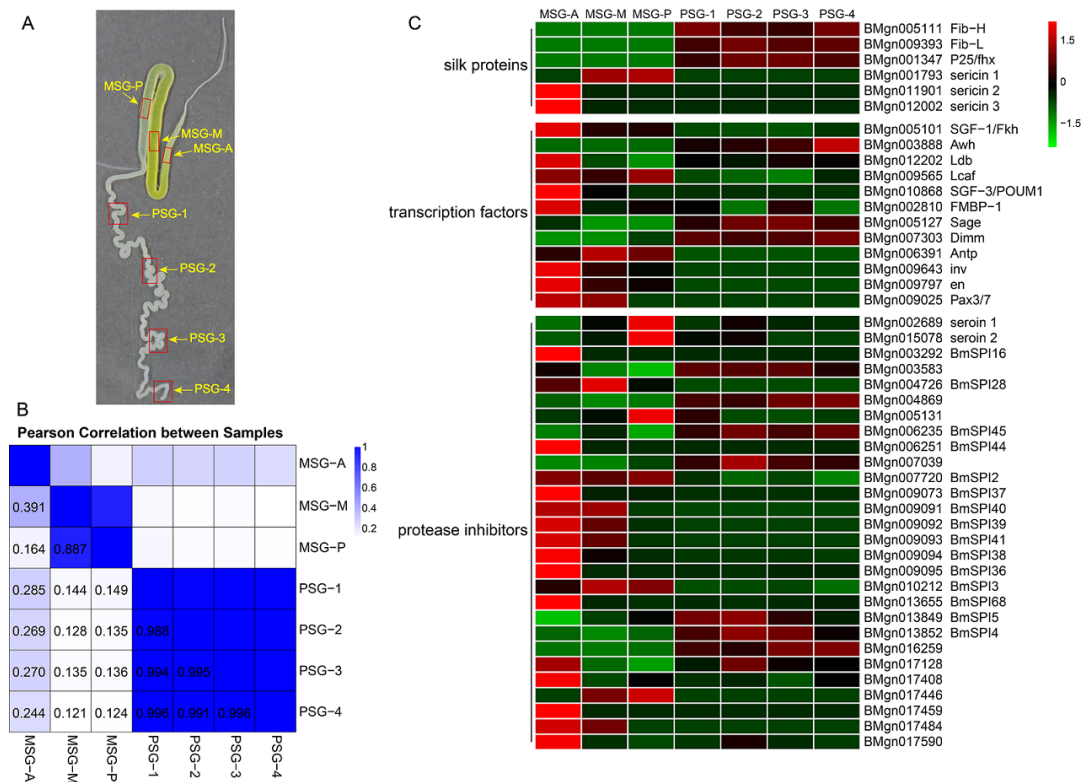 A
MSG-P
MSG-M
MSG-A
PSG-1
PSG-2
PSG-3
PSG-4
B
Pearson Correlation between Samples
MSG-A
MSG-M
MSG-P
PSG-1
PSG-2
PSG-3
PSG-4
0.391
0.164 0.887
0.285 0.144 0.149
0.269 0.128 0.135 0.988
0.270 0.135 0.136 0.994 0.995
0.244 0.121 0.124 0.996 0.991 0.996
MSG-A MSG-M MSG-P PSG-1 PSG-2 PSG-3 PSG-4
1
0.8
0.6
0.4
0.2
C
MSG-A MSG-M MSG-P PSG-1 PSG-2 PSG-3 PSG-4
silk proteins
BMgn005111 Fib-H
BMgn009393 Fib-L
BMgn001347 P25/fhx
BMgn001793 sericin 1
BMgn011901 sericin 2
BMgn012002 sericin 3
transcription factors
BMgn005101 SGF-1/Fkh
BMgn003888 Awh
BMgn012202 Ldb
BMgn009565 Lcaf
BMgn010868 SGF-3/POUM1
BMgn002810 FMBP-1
BMgn005127 Sage
BMgn007303 Dimm
BMgn006391 Antp
BMgn009643 inv
BMgn009797 en
BMgn009025 Pax3/7
protease inhibitors
BMgn002689 seroin 1
BMgn015078 seroin 2
BMgn003292 BmSPI16
BMgn003583
BMgn004726 BmSPI28
BMgn004869
BMgn005131
BMgn006235 BmSPI45
BMgn006251 BmSPI44
BMgn007039
BMgn007720 BmSPI2
BMgn009073 BmSPI37
BMgn009091 BmSPI40
BMgn009092 BmSPI39
BMgn009093 BmSPI41
BMgn009094 BmSPI38
BMgn009095 BmSPI36
BMgn010212 BmSPI3
BMgn013655 BmSPI68
BMgn013849 BmSPI5
BMgn013852 BmSPI4
BMgn016259
BMgn017128
BMgn017408
BMgn017446
BMgn017459
BMgn017484
BMgn017590
1.5
0
−1.5